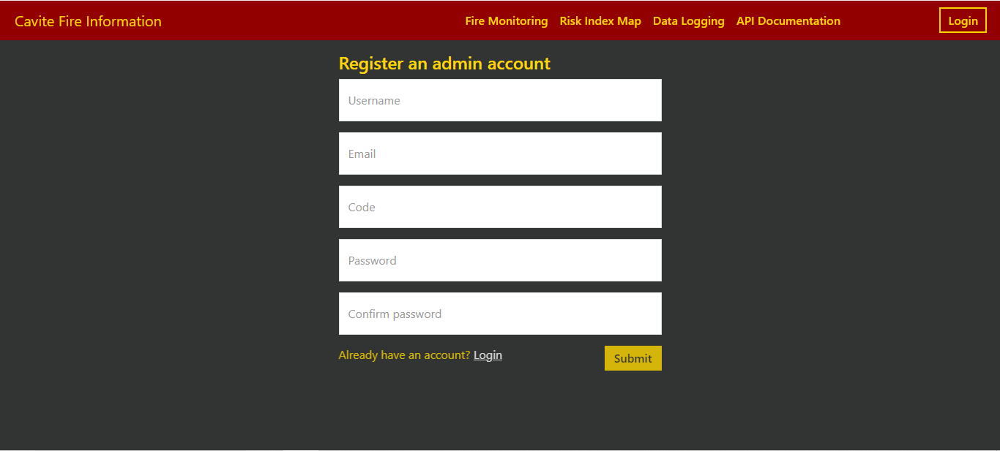 Cavite Fire Information Fire Monitoring Risk Index Map Data Logging API Documentation Login
Register an admin account
Username
Email
Code
Password
Confirm password
Already have an account? Login Submit